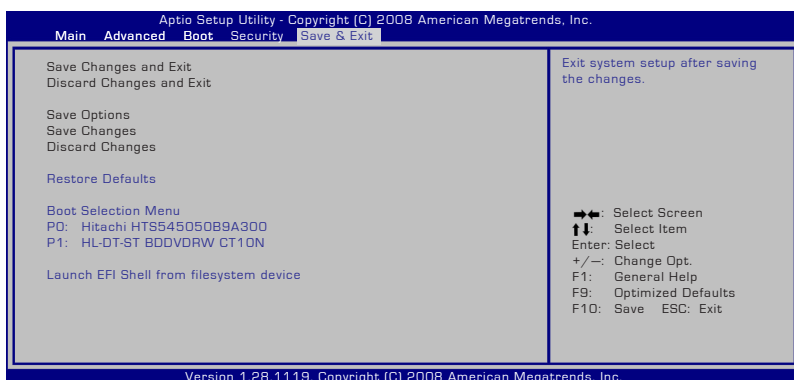 Aptio Setup Utility - Copyright (C) 2008 American Megatrends, Inc.
Main Advanced Boot Security Save & Exit
Save Changes and Exit
Discard Changes and Exit
Save Options
Save Changes
Discard Changes
Restore Defaults
Boot Selection Menu
P0: Hitachi HTS545050B9A300
P1: HL-DT-ST BDDVDRW CT10N
Launch EFI Shell from filesystem device
Exit system setup after saving
the changes.
→←: Select Screen
↑↓: Select Item
Enter: Select
+/—: Change Opt.
F1: General Help
F9: Optimized Defaults
F10: Save ESC: Exit
Version 1.28.1119. Copyright (C) 2008 American Megatrends, Inc.